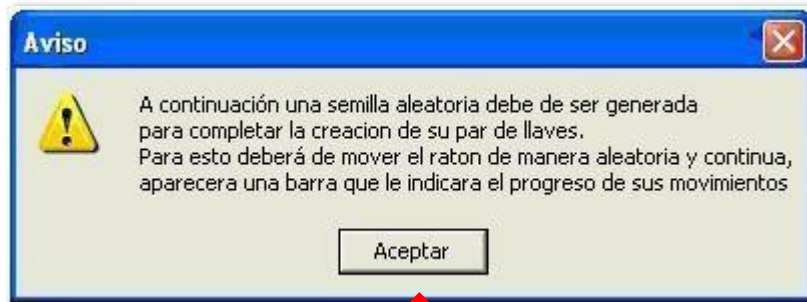 Aviso
A continuación una semilla aleatoria debe de ser generada
para completar la creacion de su par de llaves.
Para esto deberá de mover el raton de manera aleatoria y continua,
aparecera una barra que le indicara el progreso de sus movimientos
Aceptar